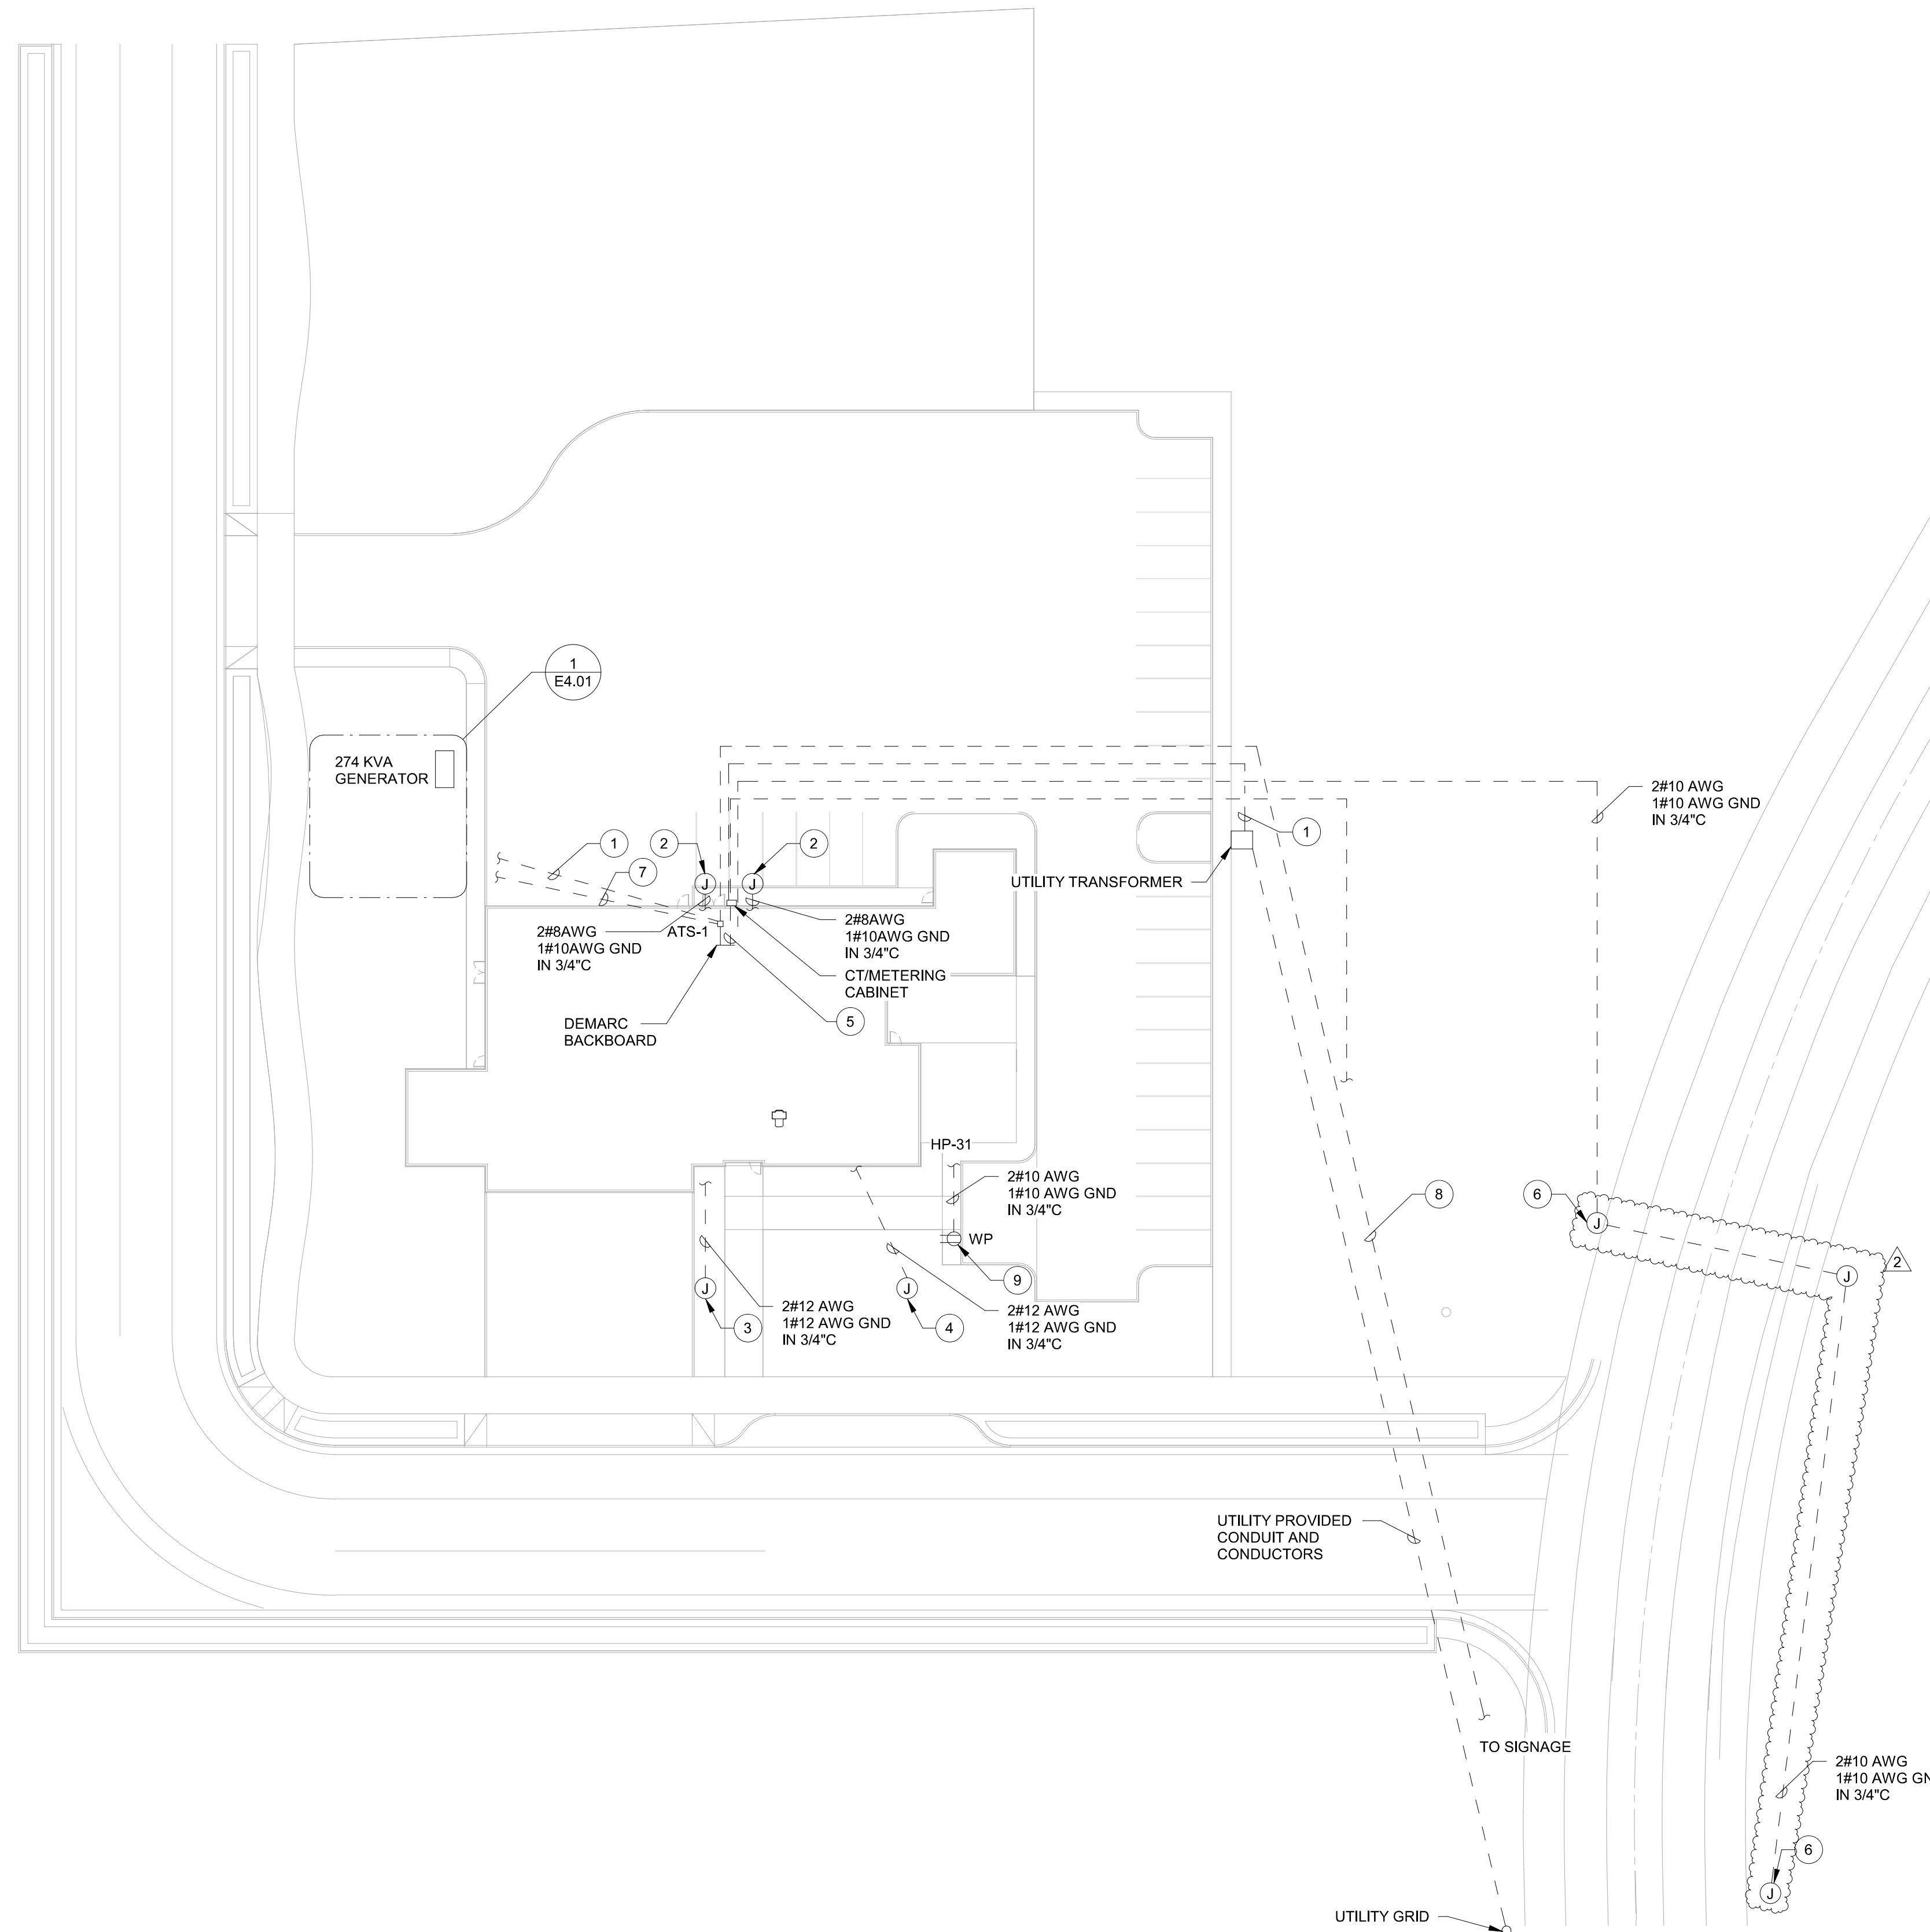 1
E4.01
274 KVA
GENERATOR
2#10 AWG
1#10 AWG GND
IN 3/4"C
1
2
2
1
7
J
J
UTILITY TRANSFORMER
2#8AWG
1#10AWG GND
IN 3/4"C
ATS-1
2#8AWG
1#10AWG GND
IN 3/4"C
CT/METERING
CABINET
DEMARC
BACKBOARD
5
HP-31
2#10 AWG
1#10 AWG GND
IN 3/4"C
8
6
J
WP
2
J
9
J
J
2#12 AWG
1#12 AWG GND
IN 3/4"C
3
4
2#12 AWG
1#12 AWG GND
IN 3/4"C
UTILITY PROVIDED
CONDUIT AND
CONDUCTORS
TO SIGNAGE
2#10 AWG
1#10 AWG GN
IN 3/4"C
6
J
UTILITY GRID